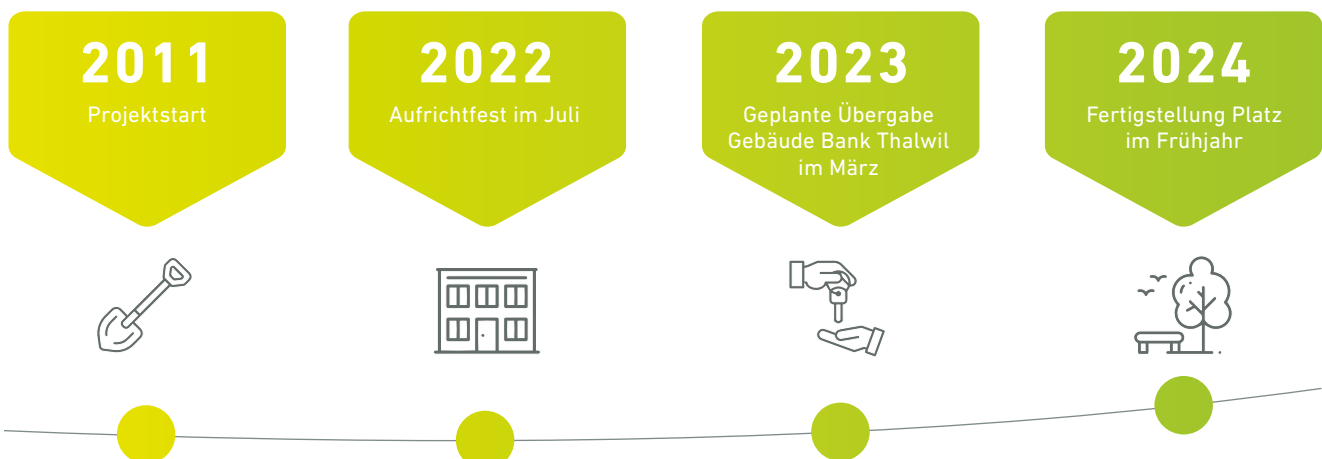 2011
Projektstart
2022
Aufrichtfest im Juli
2023
Geplante Übergabe
Gebäude Bank Thalwil
im März
2024
Fertigstellung Platz
im Frühjahr